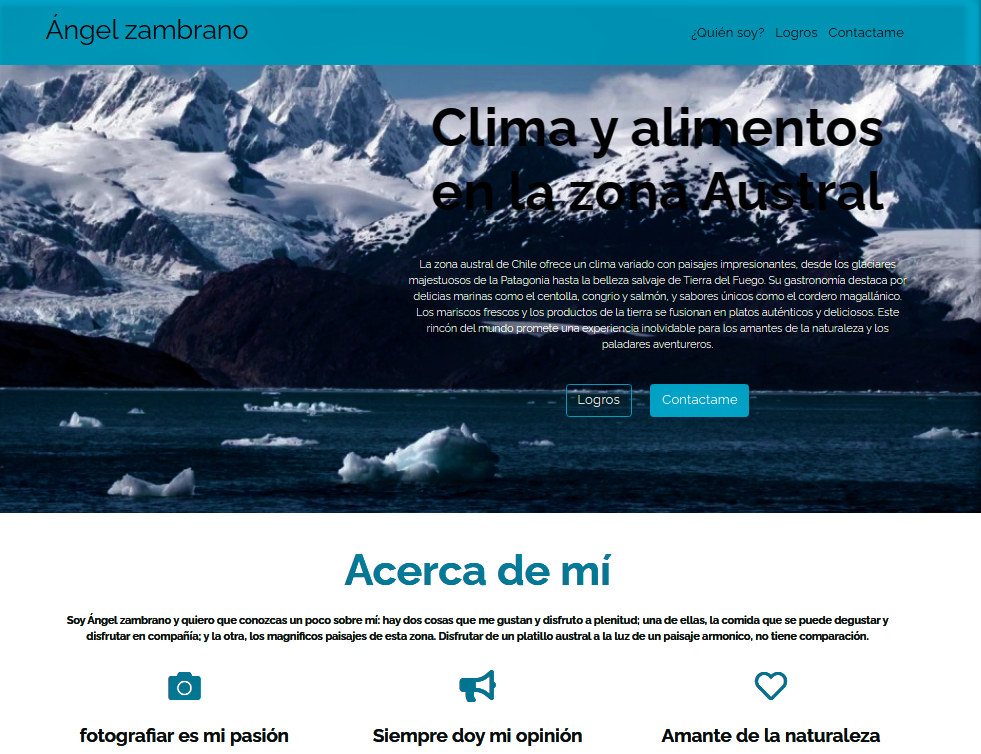 Ángel zambrano
¿Quién soy? Logros Contactame
Clima y alimentos
en la zona Austral
La zona austral de Chile ofrece un clima variado con paisajes impresionantes, desde los glaciares
majestuosos de la Patagonia hasta la belleza salvaje de Tierra del Fuego. Su gastronomía destaca por
delicias marinas como el centolla, congrio y salmón, y sabores únicos como el cordero magallánico.
Los mariscos frescos y los productos de la tierra se fusionan en platos auténticos y deliciosos. Este
rincón del mundo promete una experiencia inolvidable para los amantes de la naturaleza y los
paladares aventureros.
Logros Contactame
Acerca de mí
Soy Ángel zambrano y quiero que conozcas un poco sobre mí: hay dos cosas que me gustan y disfruto a plenitud; una de ellas, la comida que se puede degustar y
disfrutar en compañía; y la otra, los magnificos paisajes de esta zona. Disfrutar de un platillo austral a la luz de un paisaje armonico, no tiene comparación.
fotografiar es mi pasión Siempre doy mi opinión Amante de la naturaleza